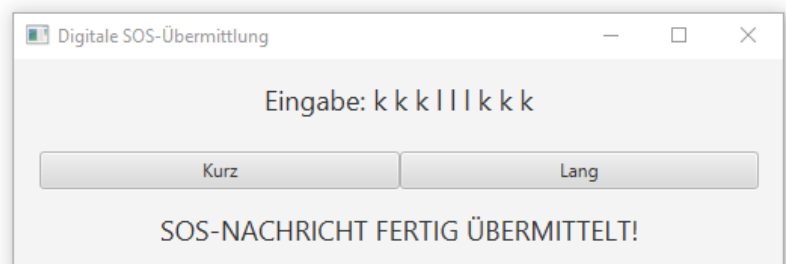 Digitale SOS-Übermittlung
Eingabe: k k k l l l k k k
Kurz Lang
SOS-NACHRICHT FERTIG ÜBERMITTELT!